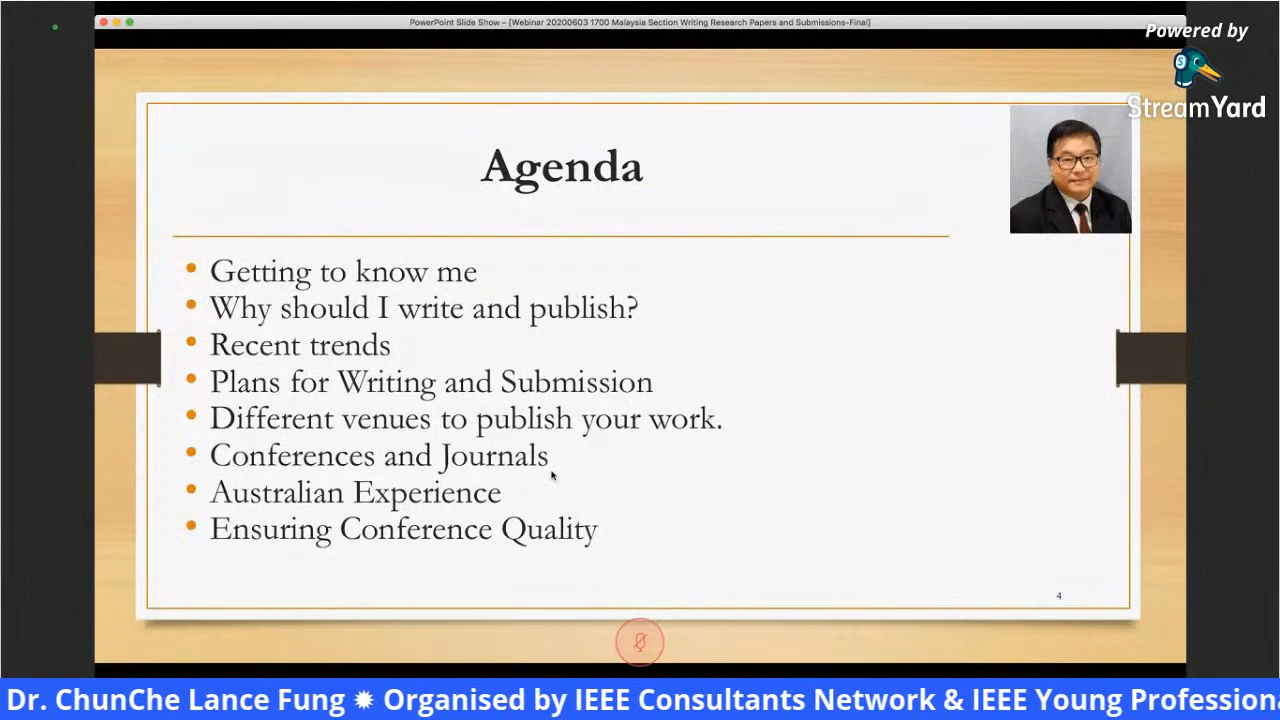 PowerPoint Slide Show – [Webinar 20200603 1700 Malaysia Section Writing Research Papers and Submissions-Final]
Powered by
StreamYard
Agenda
• Getting to know me
• Why should I write and publish?
• Recent trends
• Plans for Writing and Submission
• Different venues to publish your work.
• Conferences and Journals
• Australian Experience
• Ensuring Conference Quality
4
Dr. ChunChe Lance Fung ✹ Organised by IEEE Consultants Network & IEEE Young Profession